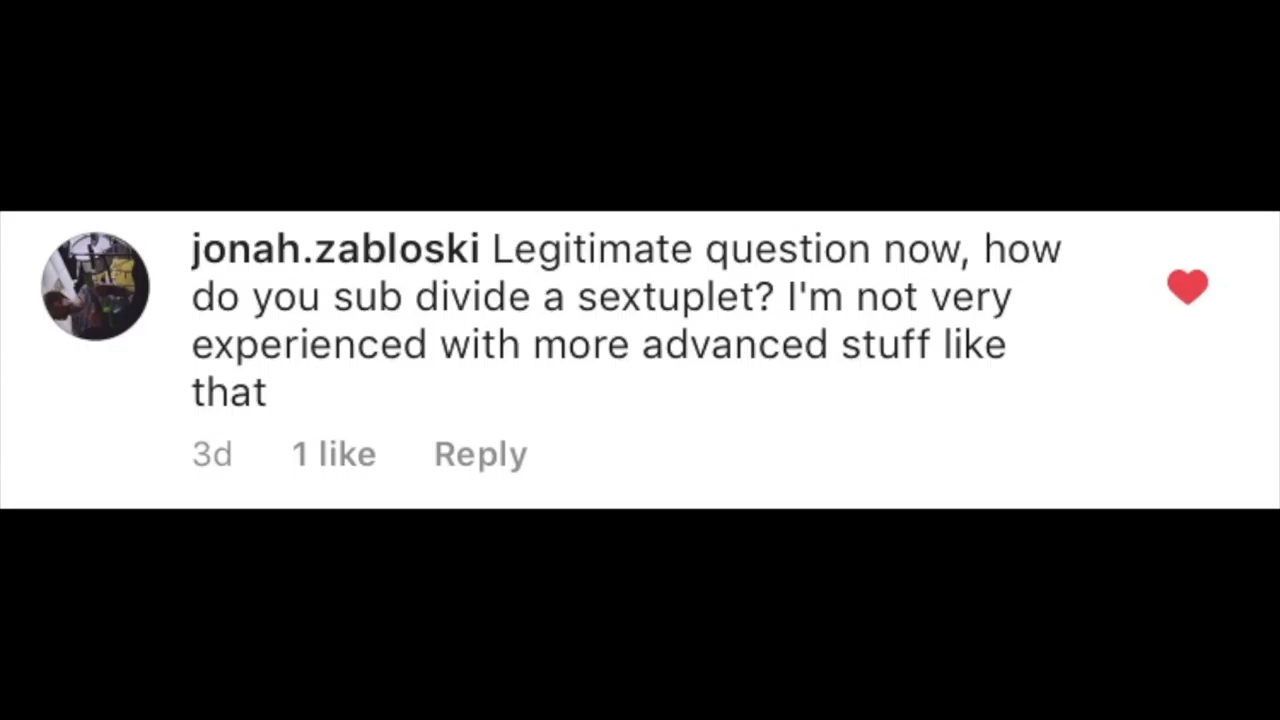 jonah.zabloski Legitimate question now, how
do you sub divide a sextuplet? I'm not very
experienced with more advanced stuff like
that
3d 1 like Reply